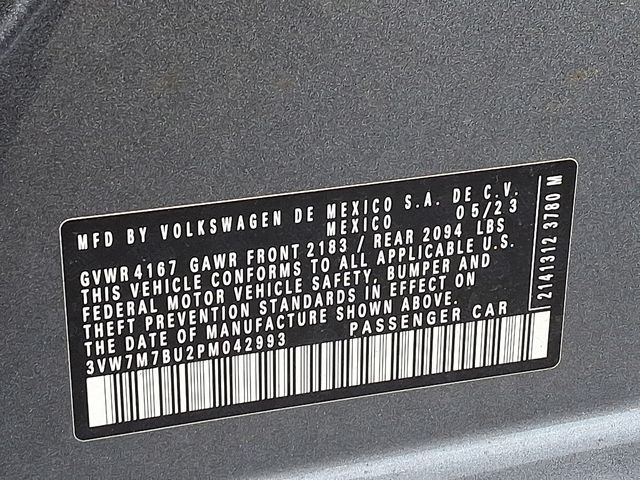 MFD BY VOLKSWAGEN DE MEXICO S.A. DE C.V.
MEXICO 05/23
GVWR 4167 GAWR FRONT 2183 / REAR 2094 LBS
THIS VEHICLE CONFORMS TO ALL APPLICABLE U.S.
FEDERAL MOTOR VEHICLE SAFETY, BUMPER AND
THEFT PREVENTION STANDARDS IN EFFECT ON
THE DATE OF MANUFACTURE SHOWN ABOVE.
3VW7M7BU2PM042993 PASSENGER CAR
2141312 3780 M